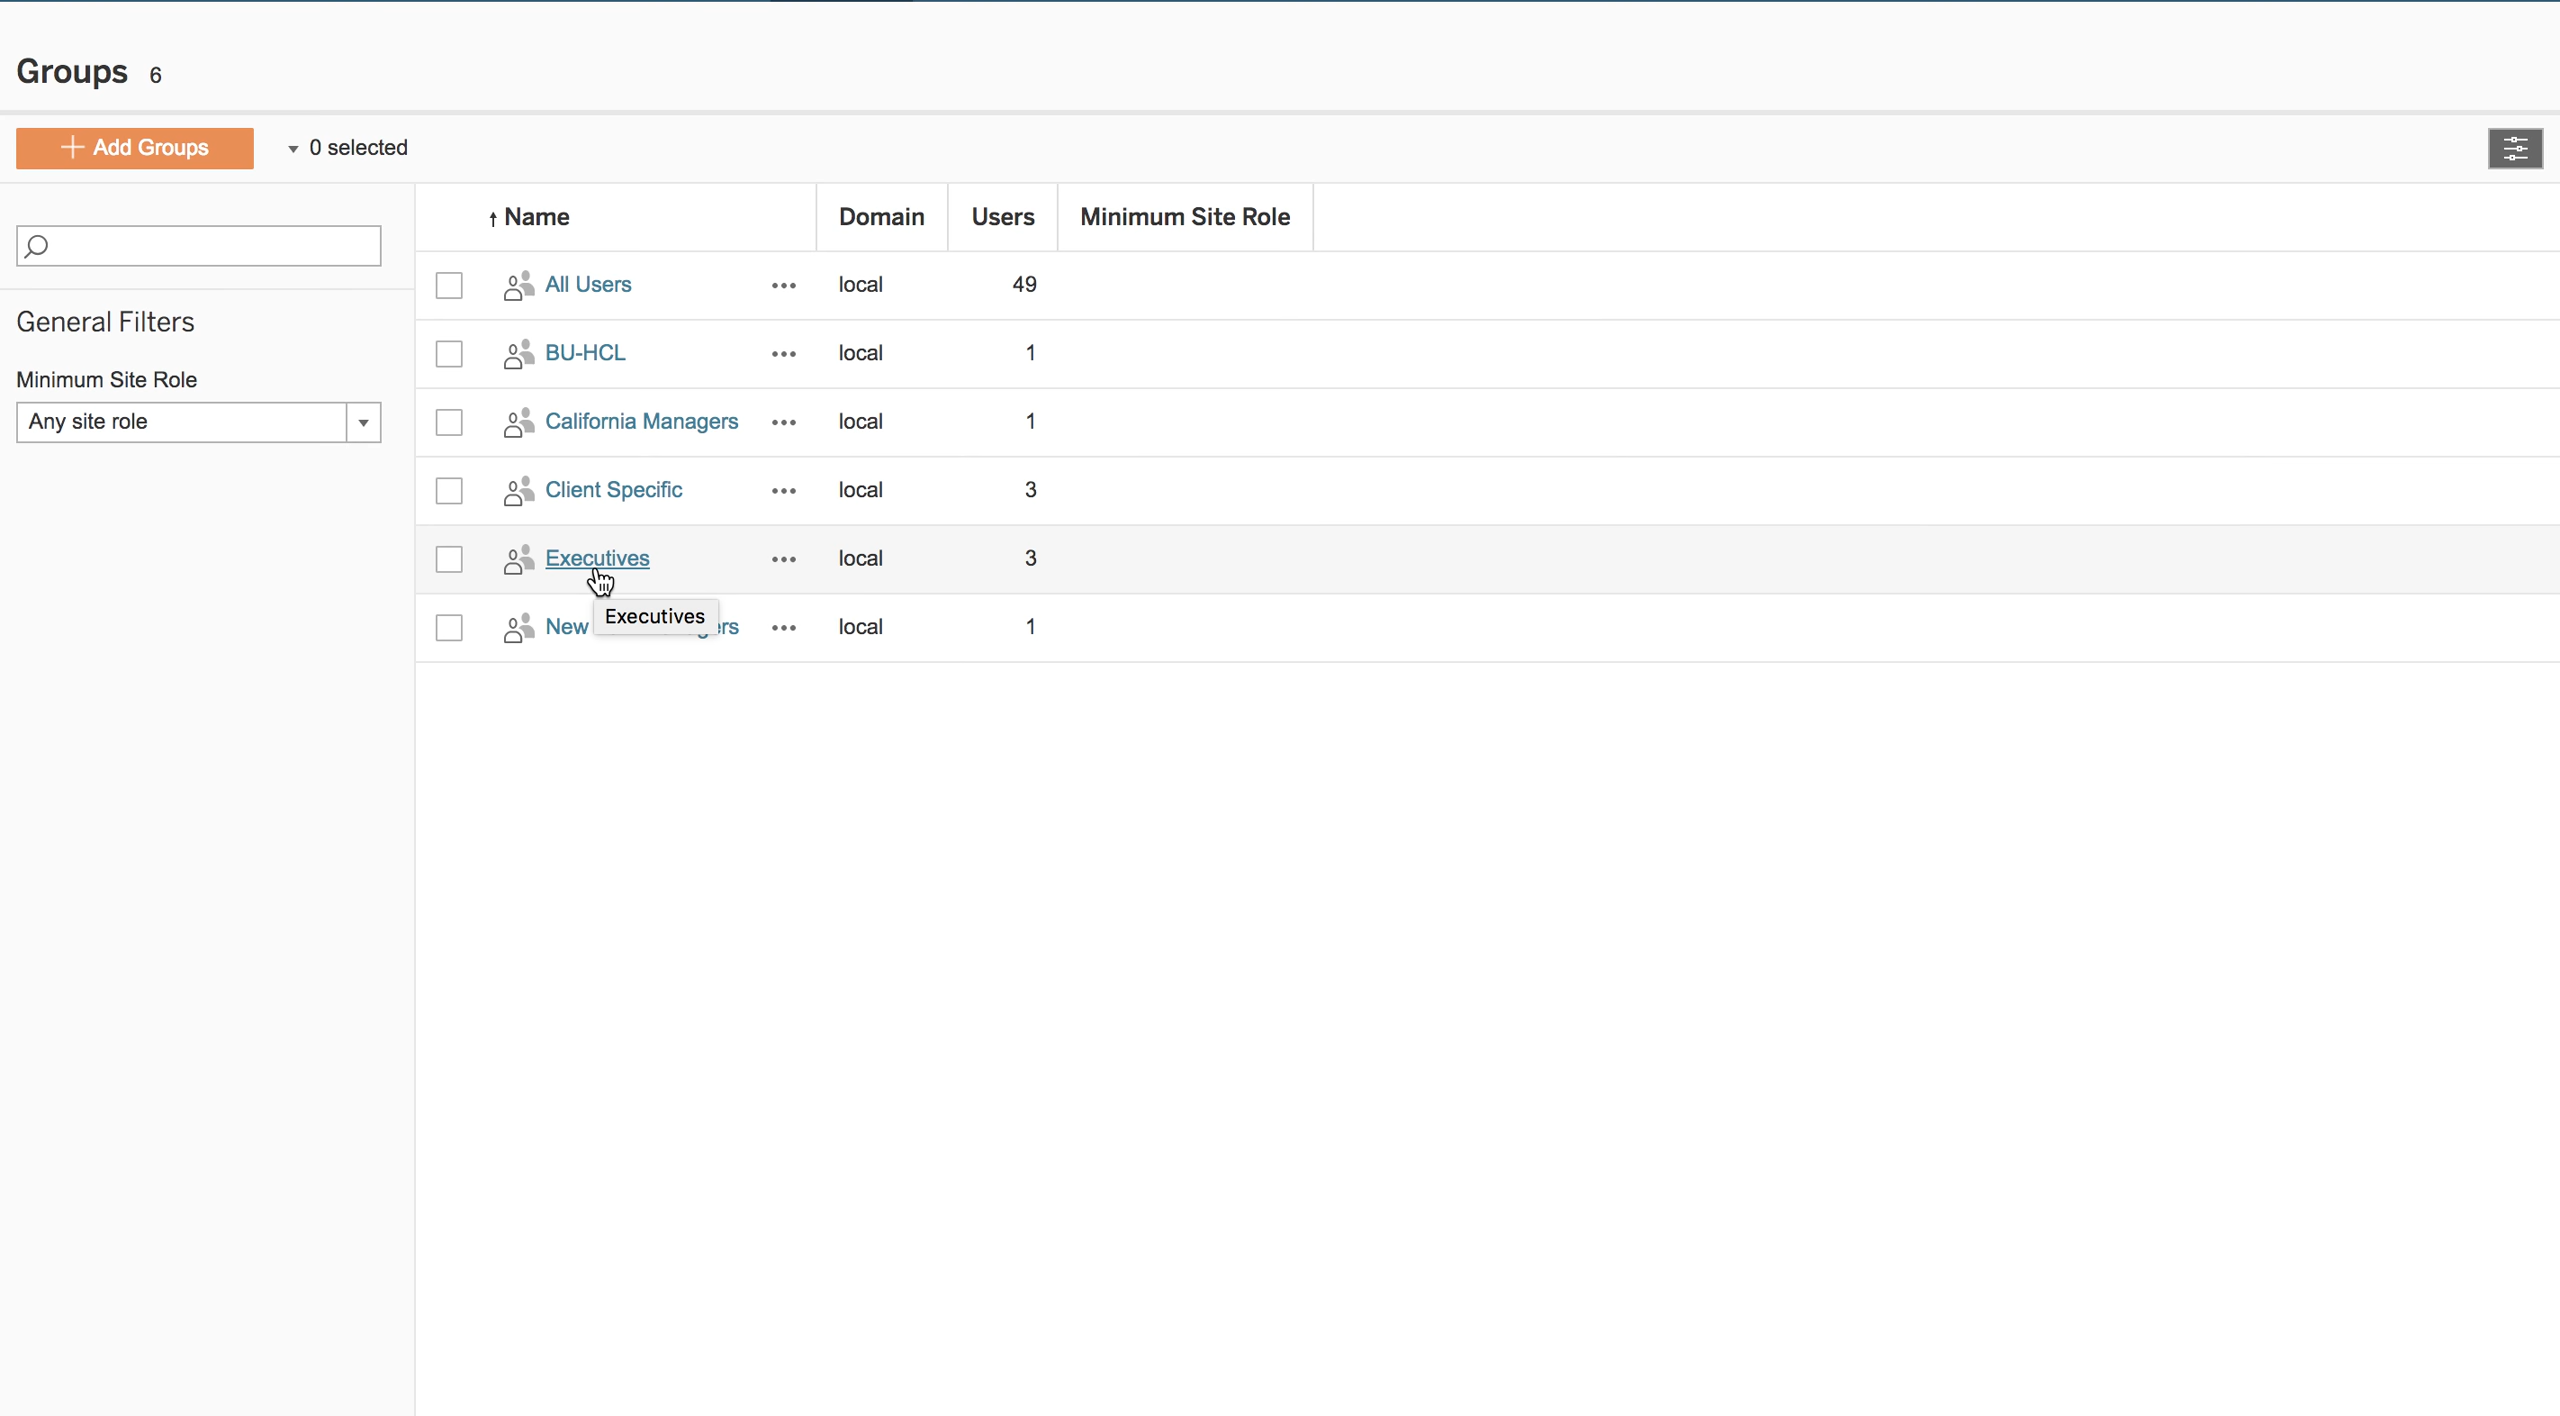 Groups 6
Add Groups 0 selected
Name Domain Users Minimum Site Role
All Users ••• local 49
General Filters
BU-HCL ••• local 1
Minimum Site Role
Any site role
California Managers ••• local 1
Client Specific ••• local 3
Executives ••• local 3
Executives
New ••• local 1